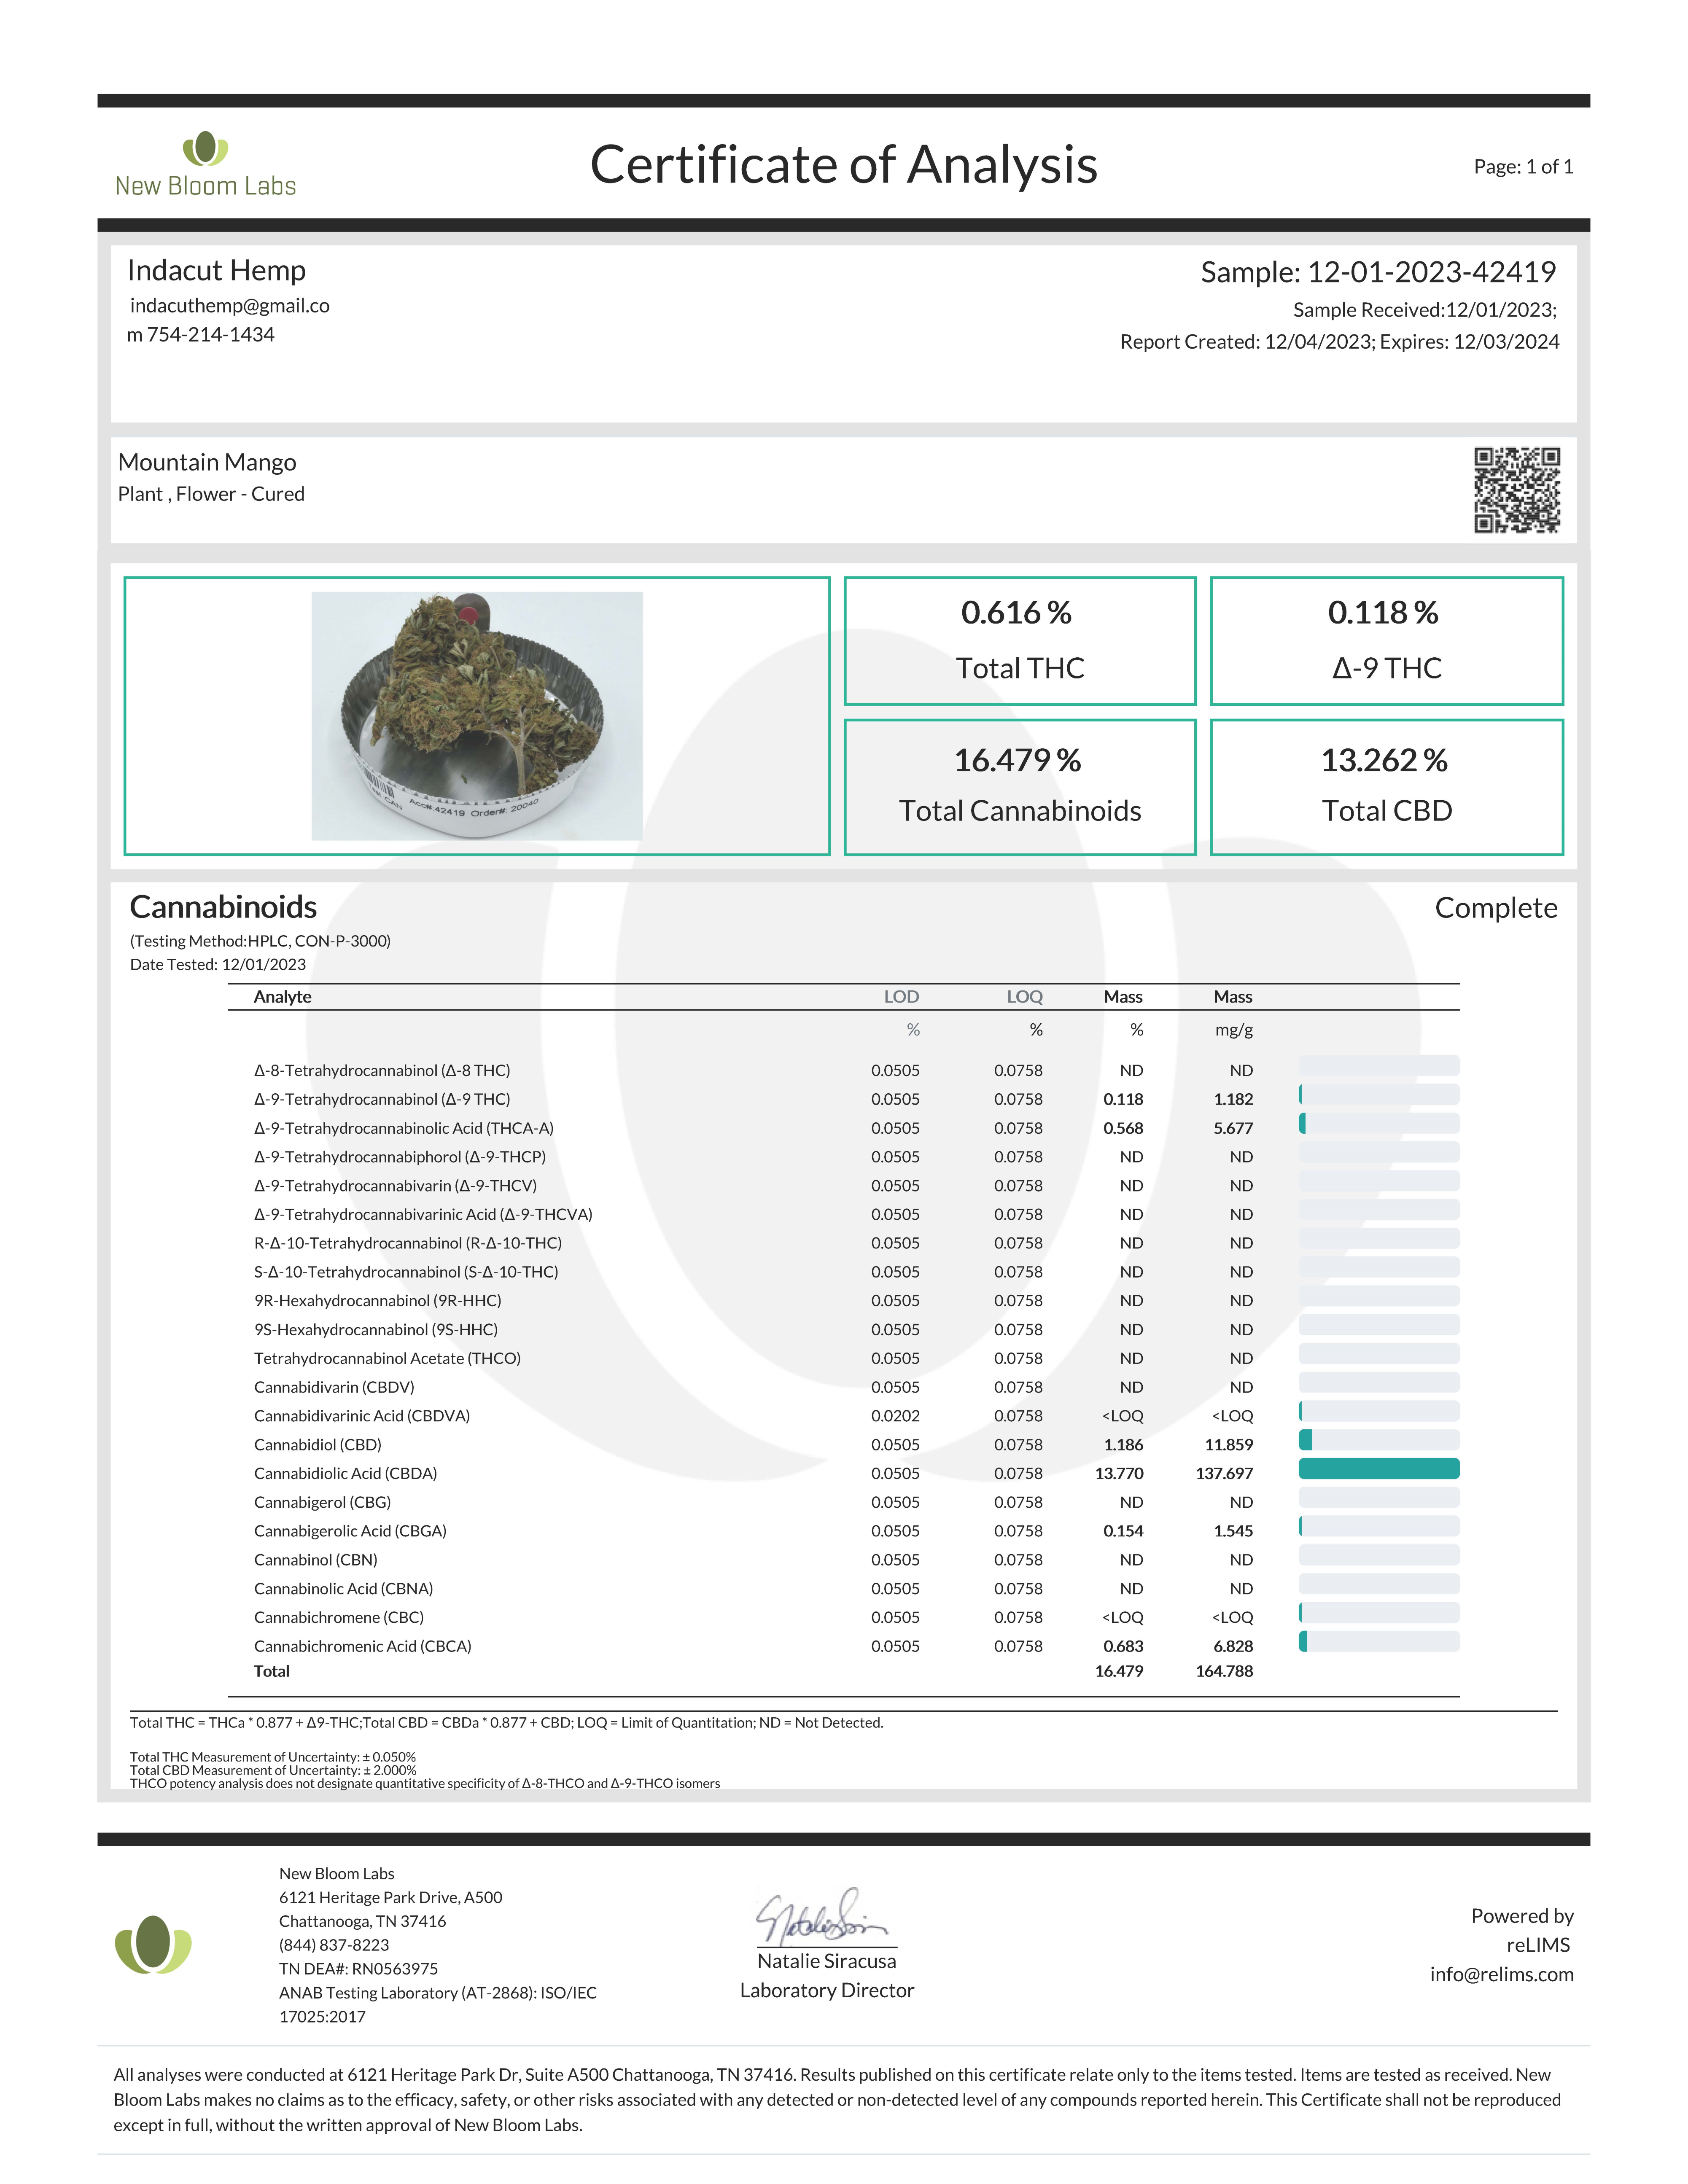 New Bloom Labs
Certificate of Analysis
Page: 1 of 1
Indacut Hemp
indacuthemp@gmail.co
m 754-214-1434
Sample: 12-01-2023-42419
Sample Received:12/01/2023;
Report Created: 12/04/2023; Expires: 12/03/2024
Mountain Mango
Plant , Flower - Cured
CAN Acc# 42419 Order#: 20040
0.616 %
Total THC
0.118 %
Δ-9 THC
16.479 %
Total Cannabinoids
13.262 %
Total CBD
Cannabinoids
Complete
(Testing Method:HPLC, CON-P-3000)
Date Tested: 12/01/2023
Analyte LOD LOQ Mass Mass
% % % mg/g
Δ-8-Tetrahydrocannabinol (Δ-8 THC) 0.0505 0.0758 ND ND
Δ-9-Tetrahydrocannabinol (Δ-9 THC) 0.0505 0.0758 0.118 1.182
Δ-9-Tetrahydrocannabinolic Acid (THCA-A) 0.0505 0.0758 0.568 5.677
Δ-9-Tetrahydrocannabiphorol (Δ-9-THCP) 0.0505 0.0758 ND ND
Δ-9-Tetrahydrocannabivarin (Δ-9-THCV) 0.0505 0.0758 ND ND
Δ-9-Tetrahydrocannabivarinic Acid (Δ-9-THCVA) 0.0505 0.0758 ND ND
R-Δ-10-Tetrahydrocannabinol (R-Δ-10-THC) 0.0505 0.0758 ND ND
S-Δ-10-Tetrahydrocannabinol (S-Δ-10-THC) 0.0505 0.0758 ND ND
9R-Hexahydrocannabinol (9R-HHC) 0.0505 0.0758 ND ND
9S-Hexahydrocannabinol (9S-HHC) 0.0505 0.0758 ND ND
Tetrahydrocannabinol Acetate (THCO) 0.0505 0.0758 ND ND
Cannabidivarin (CBDV) 0.0505 0.0758 ND ND
Cannabidivarinic Acid (CBDVA) 0.0202 0.0758 <LOQ <LOQ
Cannabidiol (CBD) 0.0505 0.0758 1.186 11.859
Cannabidiolic Acid (CBDA) 0.0505 0.0758 13.770 137.697
Cannabigerol (CBG) 0.0505 0.0758 ND ND
Cannabigerolic Acid (CBGA) 0.0505 0.0758 0.154 1.545
Cannabinol (CBN) 0.0505 0.0758 ND ND
Cannabinolic Acid (CBNA) 0.0505 0.0758 ND ND
Cannabichromene (CBC) 0.0505 0.0758 <LOQ <LOQ
Cannabichromenic Acid (CBCA) 0.0505 0.0758 0.683 6.828
Total 16.479 164.788
Total THC = THCa * 0.877 + Δ9-THC;Total CBD = CBDa * 0.877 + CBD; LOQ = Limit of Quantitation; ND = Not Detected.
Total THC Measurement of Uncertainty: ± 0.050%
Total CBD Measurement of Uncertainty: ± 2.000%
THCO potency analysis does not designate quantitative specificity of Δ-8-THCO and Δ-9-THCO isomers
New Bloom Labs
6121 Heritage Park Drive, A500
Chattanooga, TN 37416
(844) 837-8223
TN DEA#: RN0563975
ANAB Testing Laboratory (AT-2868): ISO/IEC
17025:2017
Natalie Siracusa
Laboratory Director
Powered by
reLIMS
info@relims.com
All analyses were conducted at 6121 Heritage Park Dr, Suite A500 Chattanooga, TN 37416. Results published on this certificate relate only to the items tested. Items are tested as received. New
Bloom Labs makes no claims as to the efficacy, safety, or other risks associated with any detected or non-detected level of any compounds reported herein. This Certificate shall not be reproduced
except in full, without the written approval of New Bloom Labs.